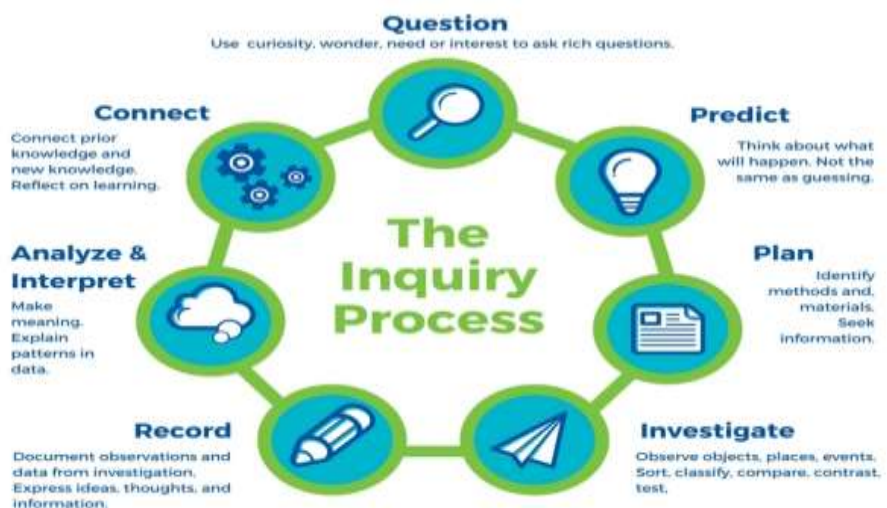 Question
Use curiosity, wonder, need or interest to ask rich questions.
Connect
Connect prior
knowledge and
new knowledge.
Reflect on learning.
Predict
Think about what
will happen. Not the
same as guessing.
The
Inquiry
Process
Analyze &
Interpret
Make
meaning.
Explain
patterns in
data.
Plan
Identify
methods and,
materials.
Seek
information.
Record
Document observations and
data from investigation.
Express ideas, thoughts, and
information.
Investigate
Observe objects, places, events.
Sort, classify, compare, contrast,
test,